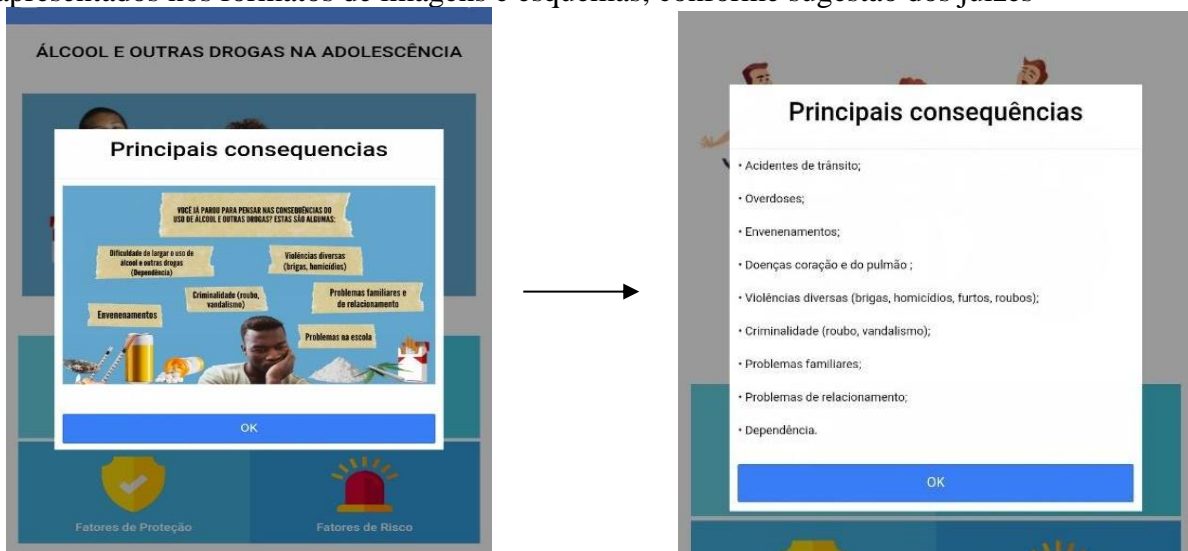 apresentados nos formatos de imagens e esquemas, conforme sugestão dos juízes
ÁLCOOL E OUTRAS DROGAS NA ADOLESCÊNCIA
Principais consequencias
VOCÊ JÁ PAROU PARA PENSAR NAS CONSEQUÊNCIAS DO
USO DE ÁLCOOL E OUTRAS DROGAS? ESTAS SÃO ALGUMAS:
Dificuldade de largar o uso de
álcool e outras drogas
(Dependência)
Violências diversas
(brigas, homicídios)
Criminalidade (roubo,
vandalismo)
Problemas familiares e
de relacionamento
Envenenamentos
Problemas na escola
OK
Fatores de Proteção
Fatores de Risco
Principais consequências
• Acidentes de trânsito;
• Overdoses;
• Envenenamentos;
• Doenças coração e do pulmão ;
• Violências diversas (brigas, homicídios, furtos, roubos);
• Criminalidade (roubo, vandalismo);
• Problemas familiares;
• Problemas de relacionamento;
• Dependência.
OK